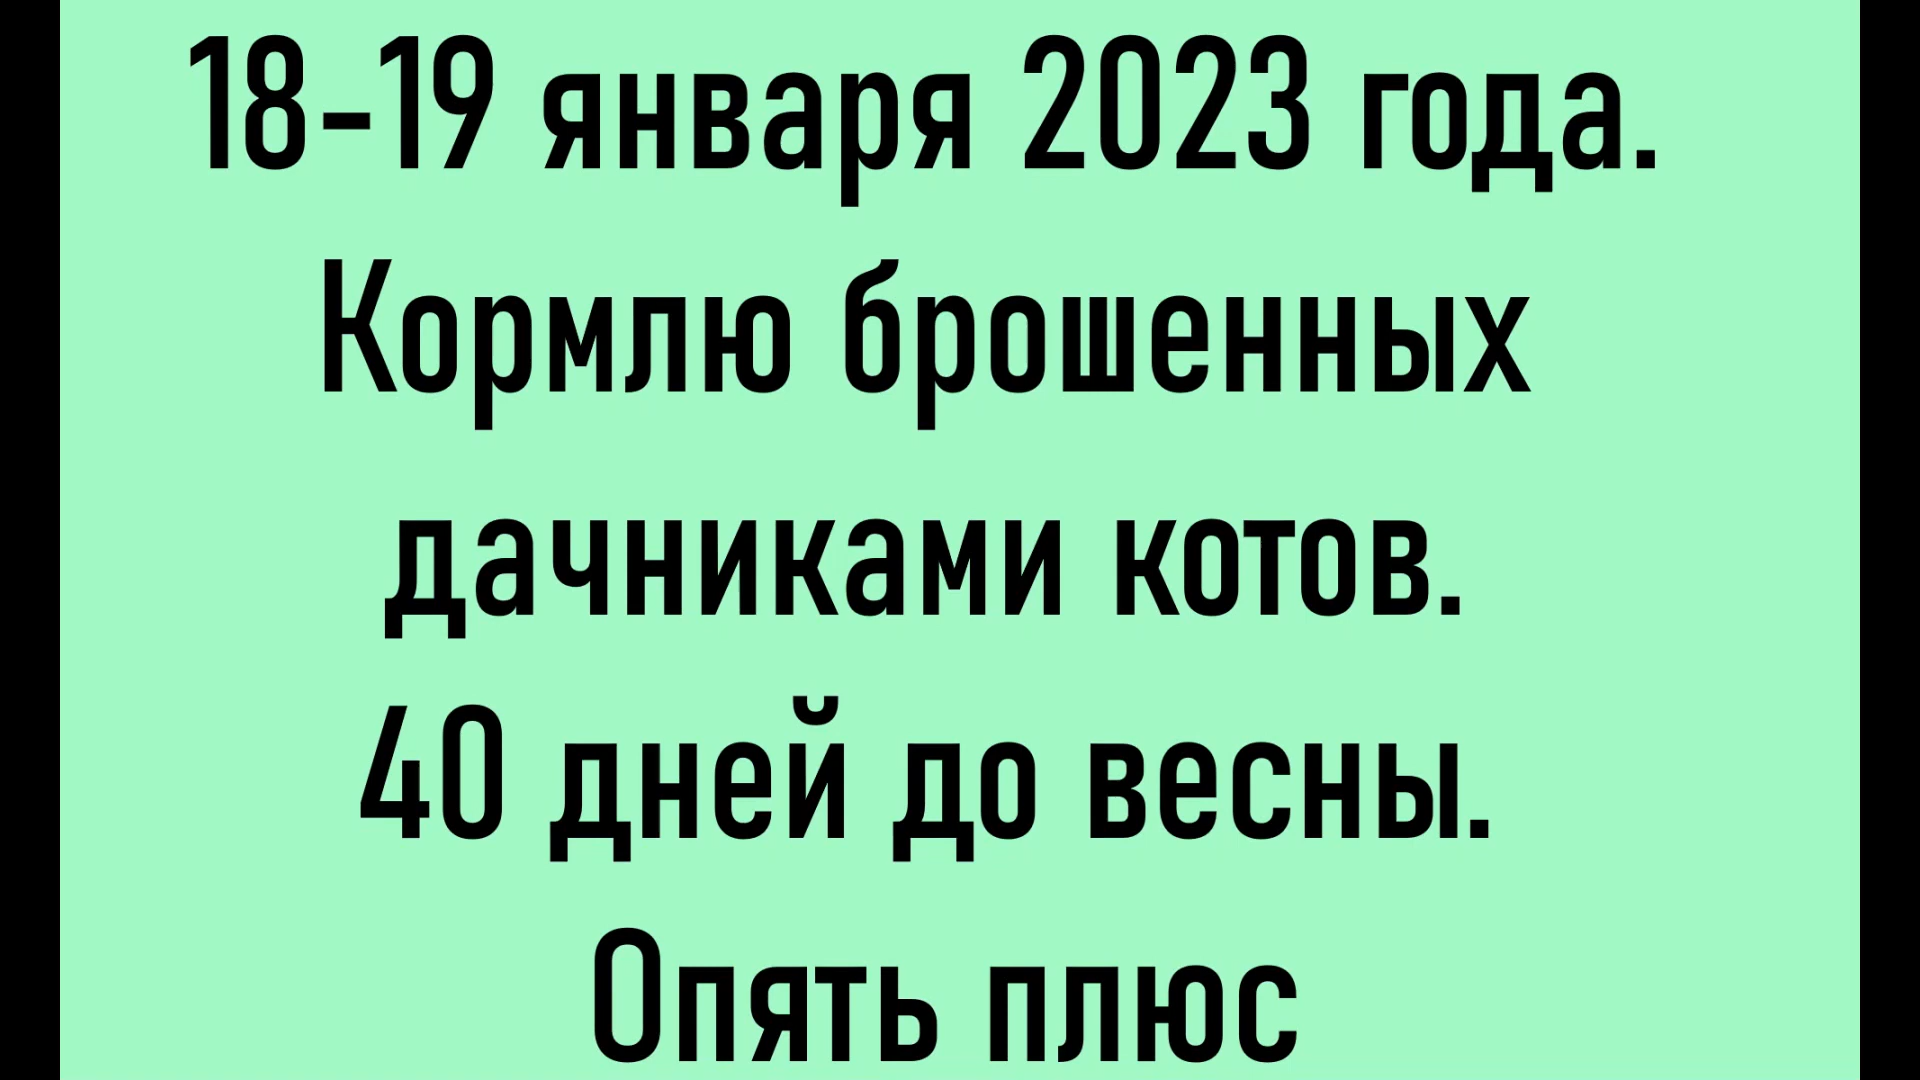 18-19 января 2023 года.
Кормлю брошенных
дачниками котов.
40 дней до весны.
Опять плюс